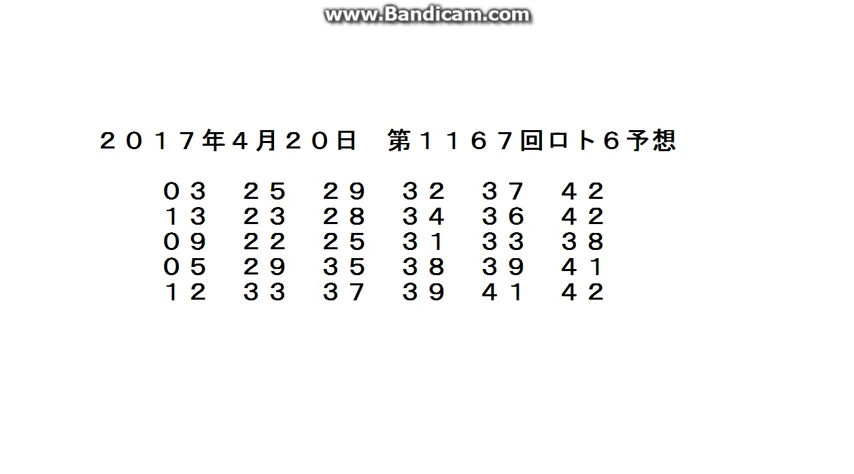 www.Bandicam.com
２０１７年４月２０日　第１１６７回ロト６予想
０３　２５　２９　３２　３７　４２
１３　２３　２８　３４　３６　４２
０９　２２　２５　３１　３３　３８
０５　２９　３５　３８　３９　４１
１２　３３　３７　３９　４１　４２